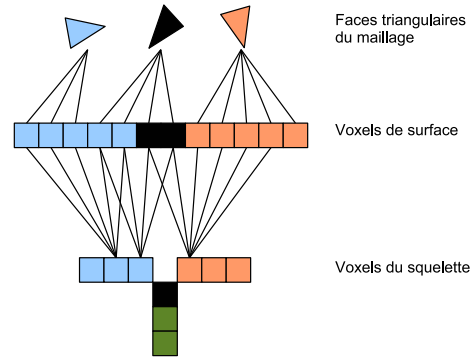 Faces triangulaires
du maillage
Voxels de surface
Voxels du squelette